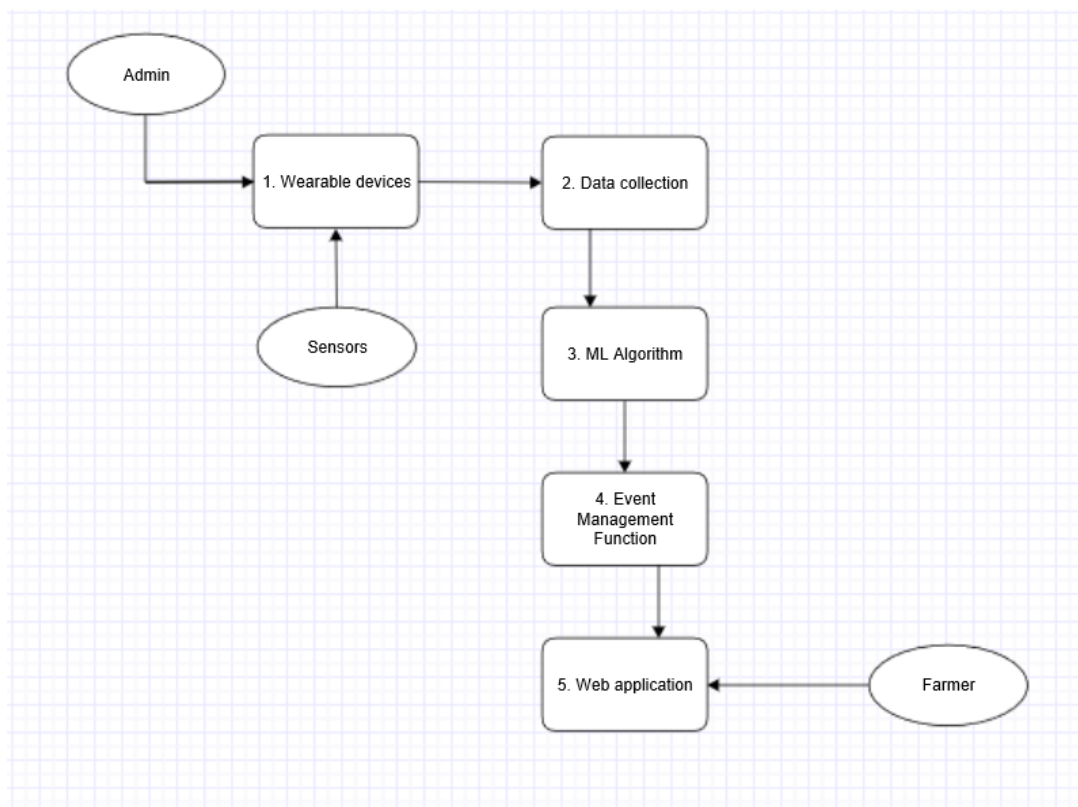 Admin
1. Wearable devices
2. Data collection
Sensors
3. ML Algorithm
4. Event
Management
Function
5. Web application
Farmer